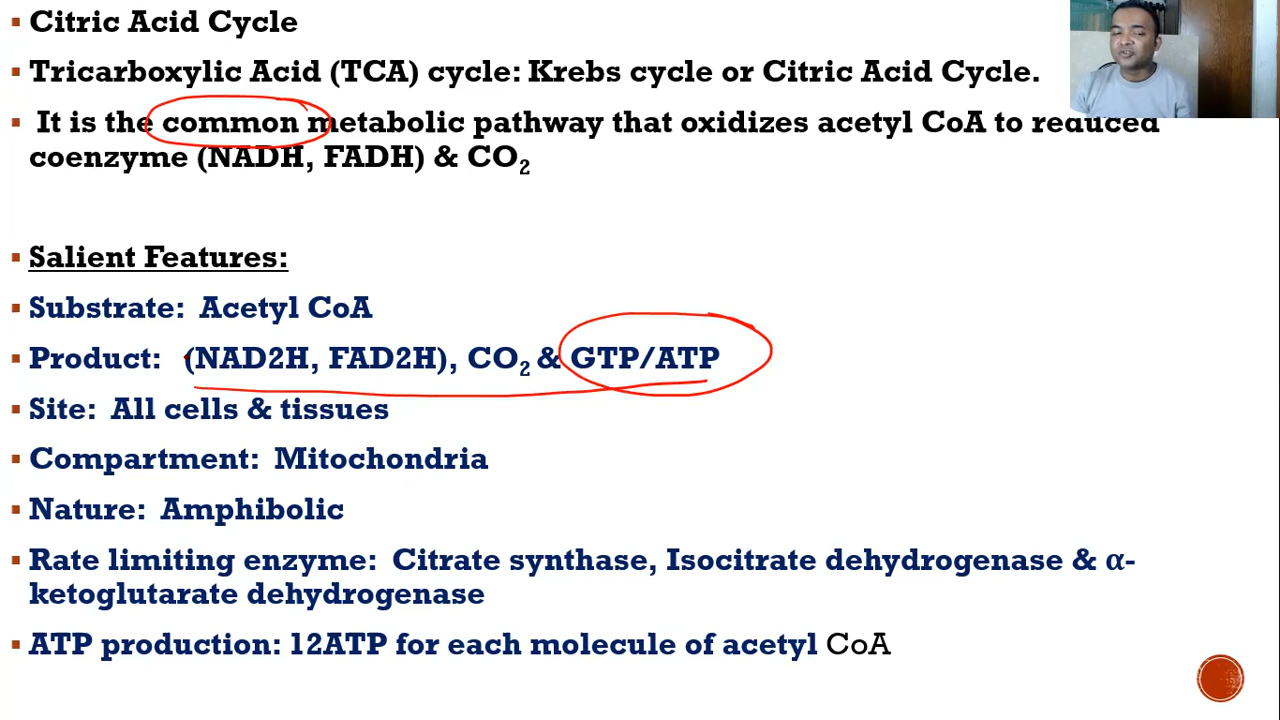 Citric Acid Cycle
Tricarboxylic Acid (TCA) cycle: Krebs cycle or Citric Acid Cycle.
It is the common metabolic pathway that oxidizes acetyl CoA to reduced
coenzyme (NADH, FADH) & CO₂
Salient Features:
Substrate: Acetyl CoA
Product: (NAD2H, FAD2H), CO₂ & GTP/ATP
Site: All cells & tissues
Compartment: Mitochondria
Nature: Amphibolic
Rate limiting enzyme: Citrate synthase, Isocitrate dehydrogenase & α-
ketoglutarate dehydrogenase
ATP production: 12ATP for each molecule of acetyl CoA